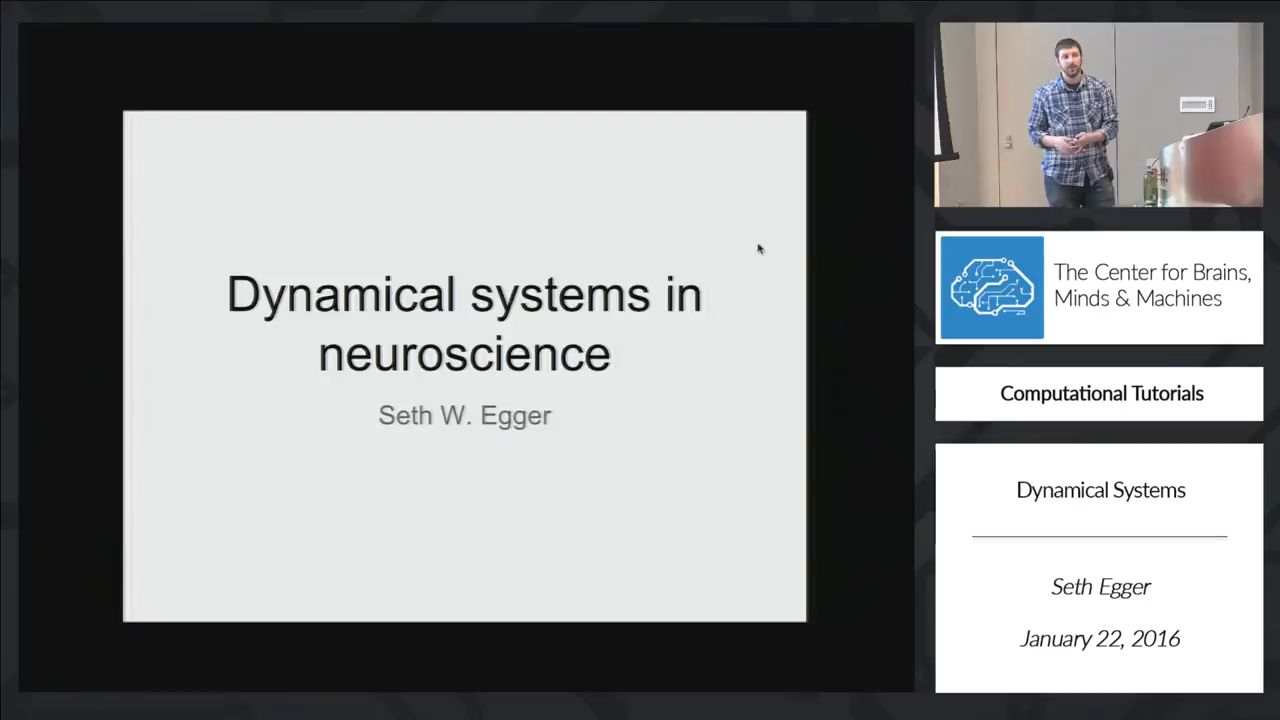 Dynamical systems in
neuroscience
Seth W. Egger
The Center for Brains,
Minds & Machines
Computational Tutorials
Dynamical Systems
Seth Egger
January 22, 2016